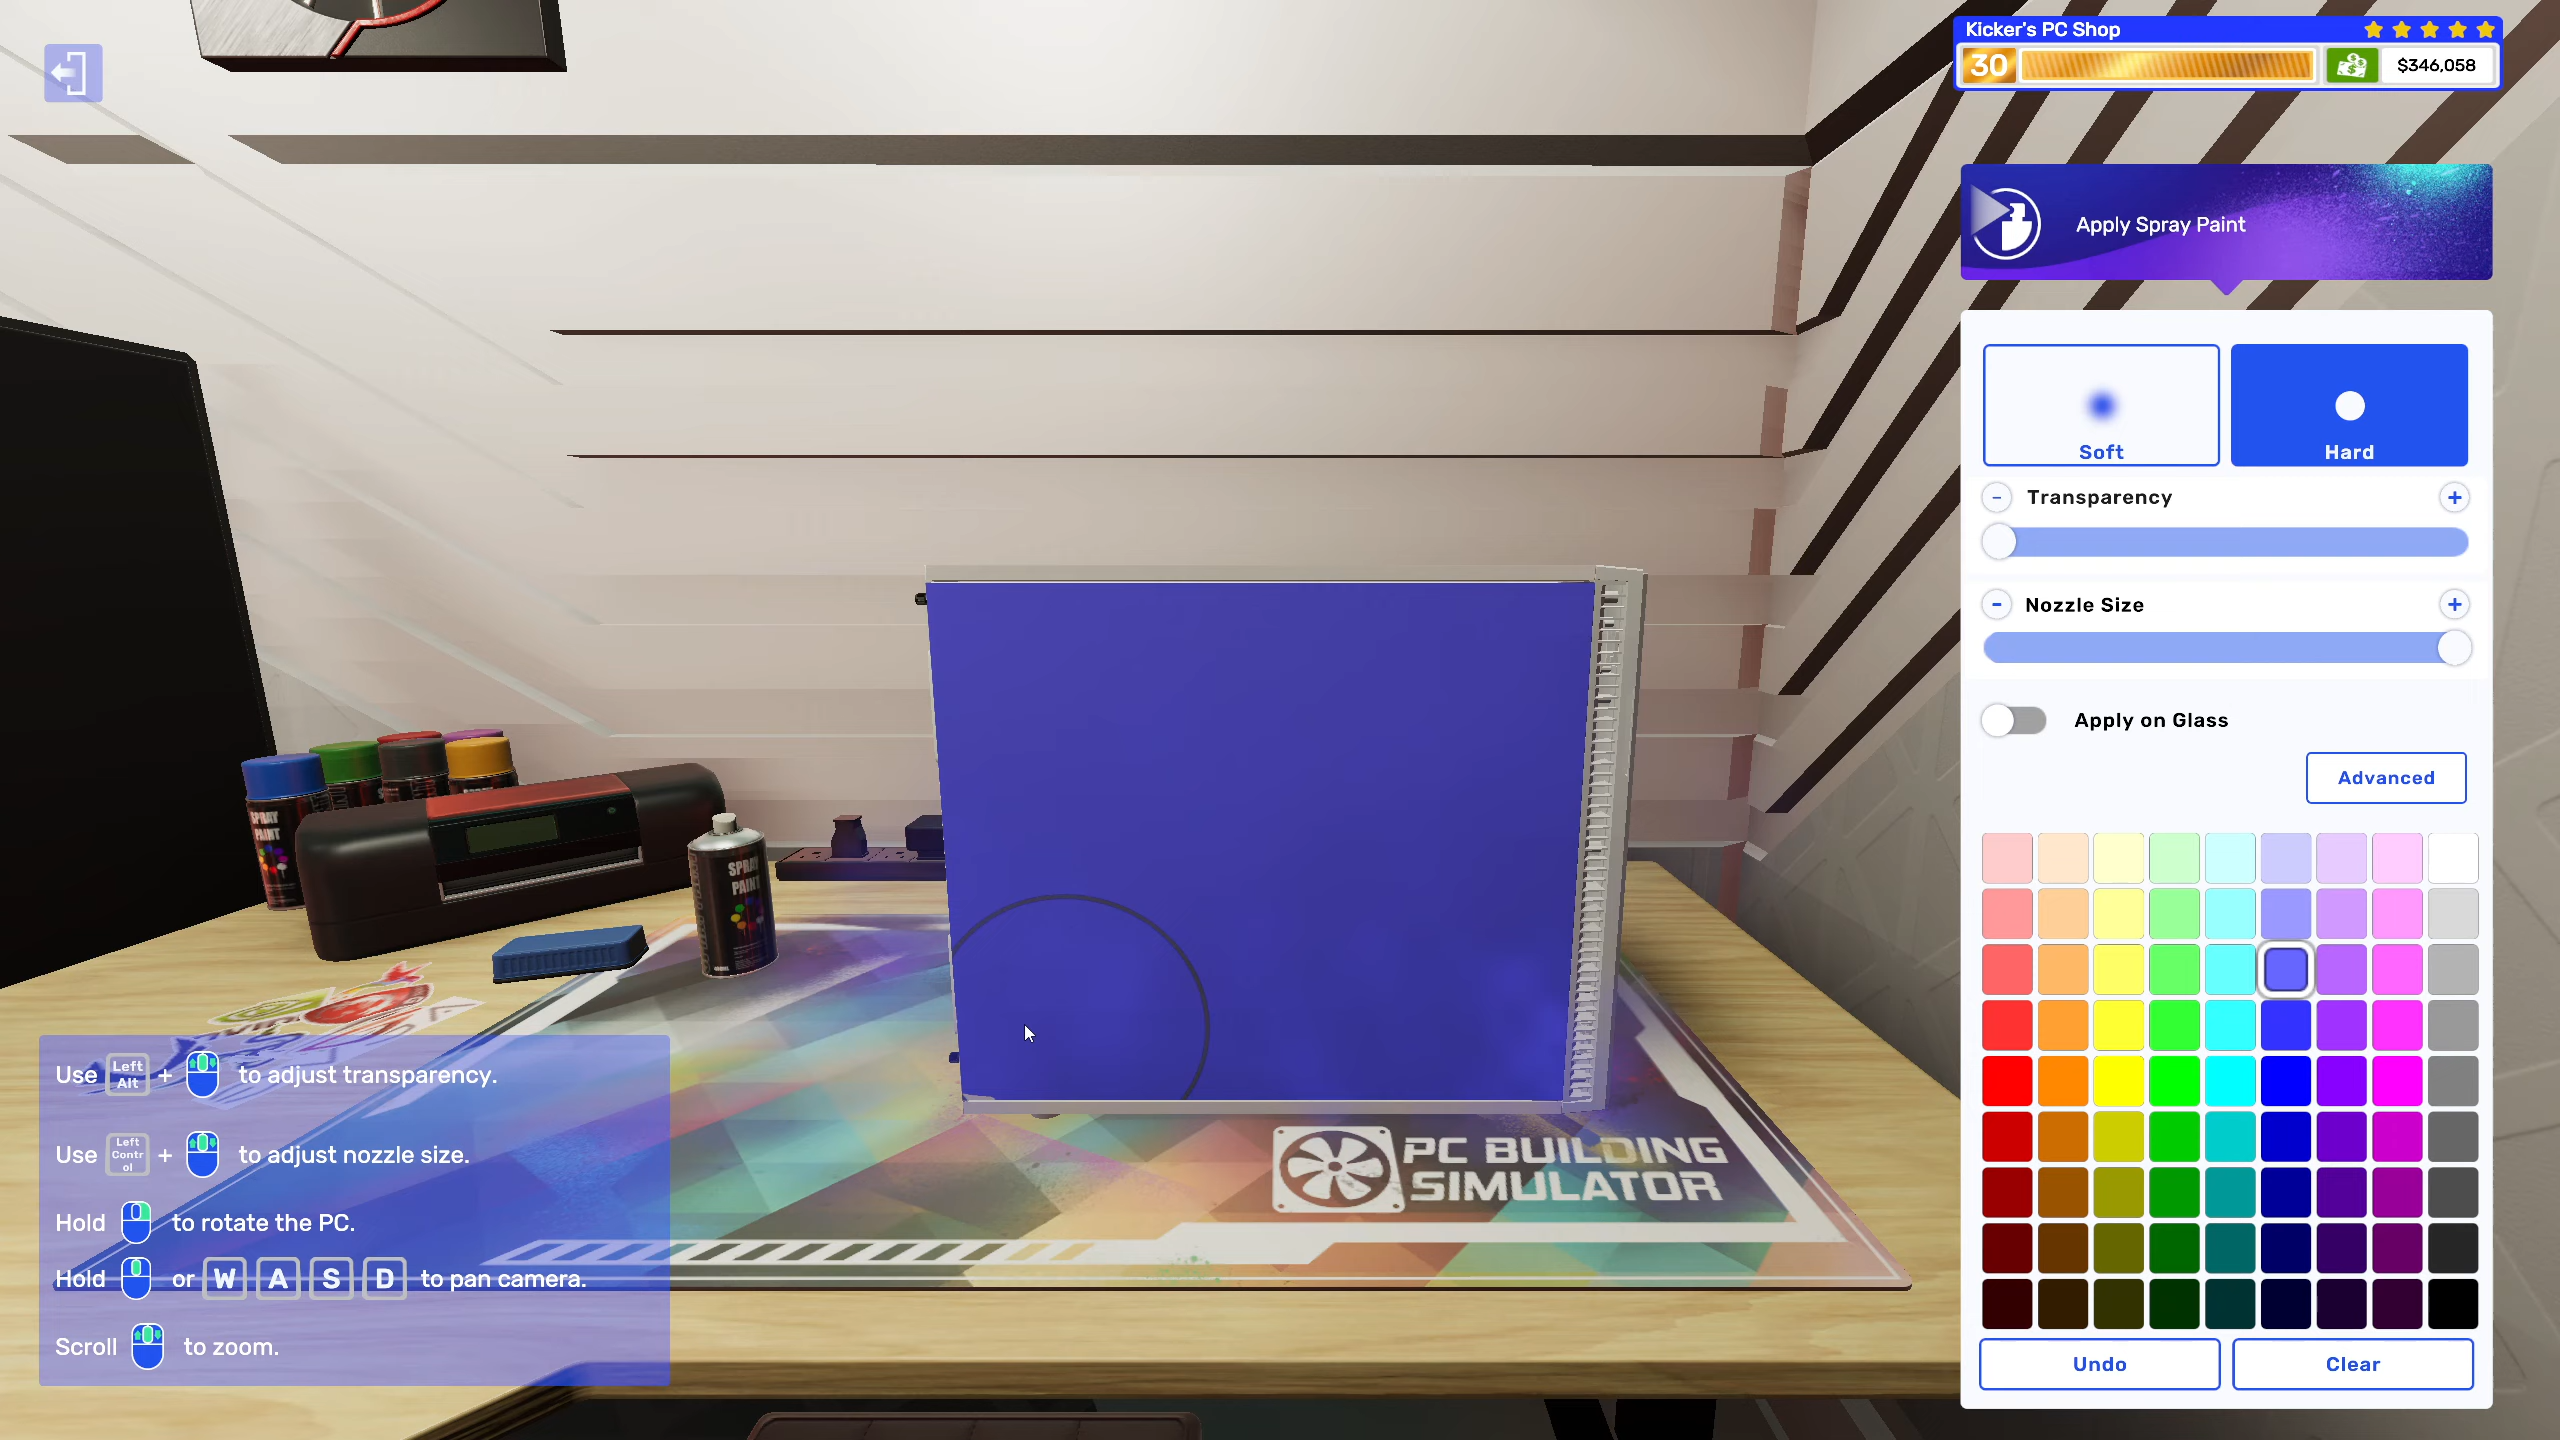 Kicker's PC Shop
30
$346,058
Apply Spray Paint
Soft
Hard
Transparency
Nozzle Size
Apply on Glass
Advanced
Undo
Clear
SPRAY
PAINT
SPRAY
PAINT
PC BUILDING
SIMULATOR
Use Left Alt + to adjust transparency.
Use Left Control + to adjust nozzle size.
Hold to rotate the PC.
Hold or W A S D to pan camera.
Scroll to zoom.